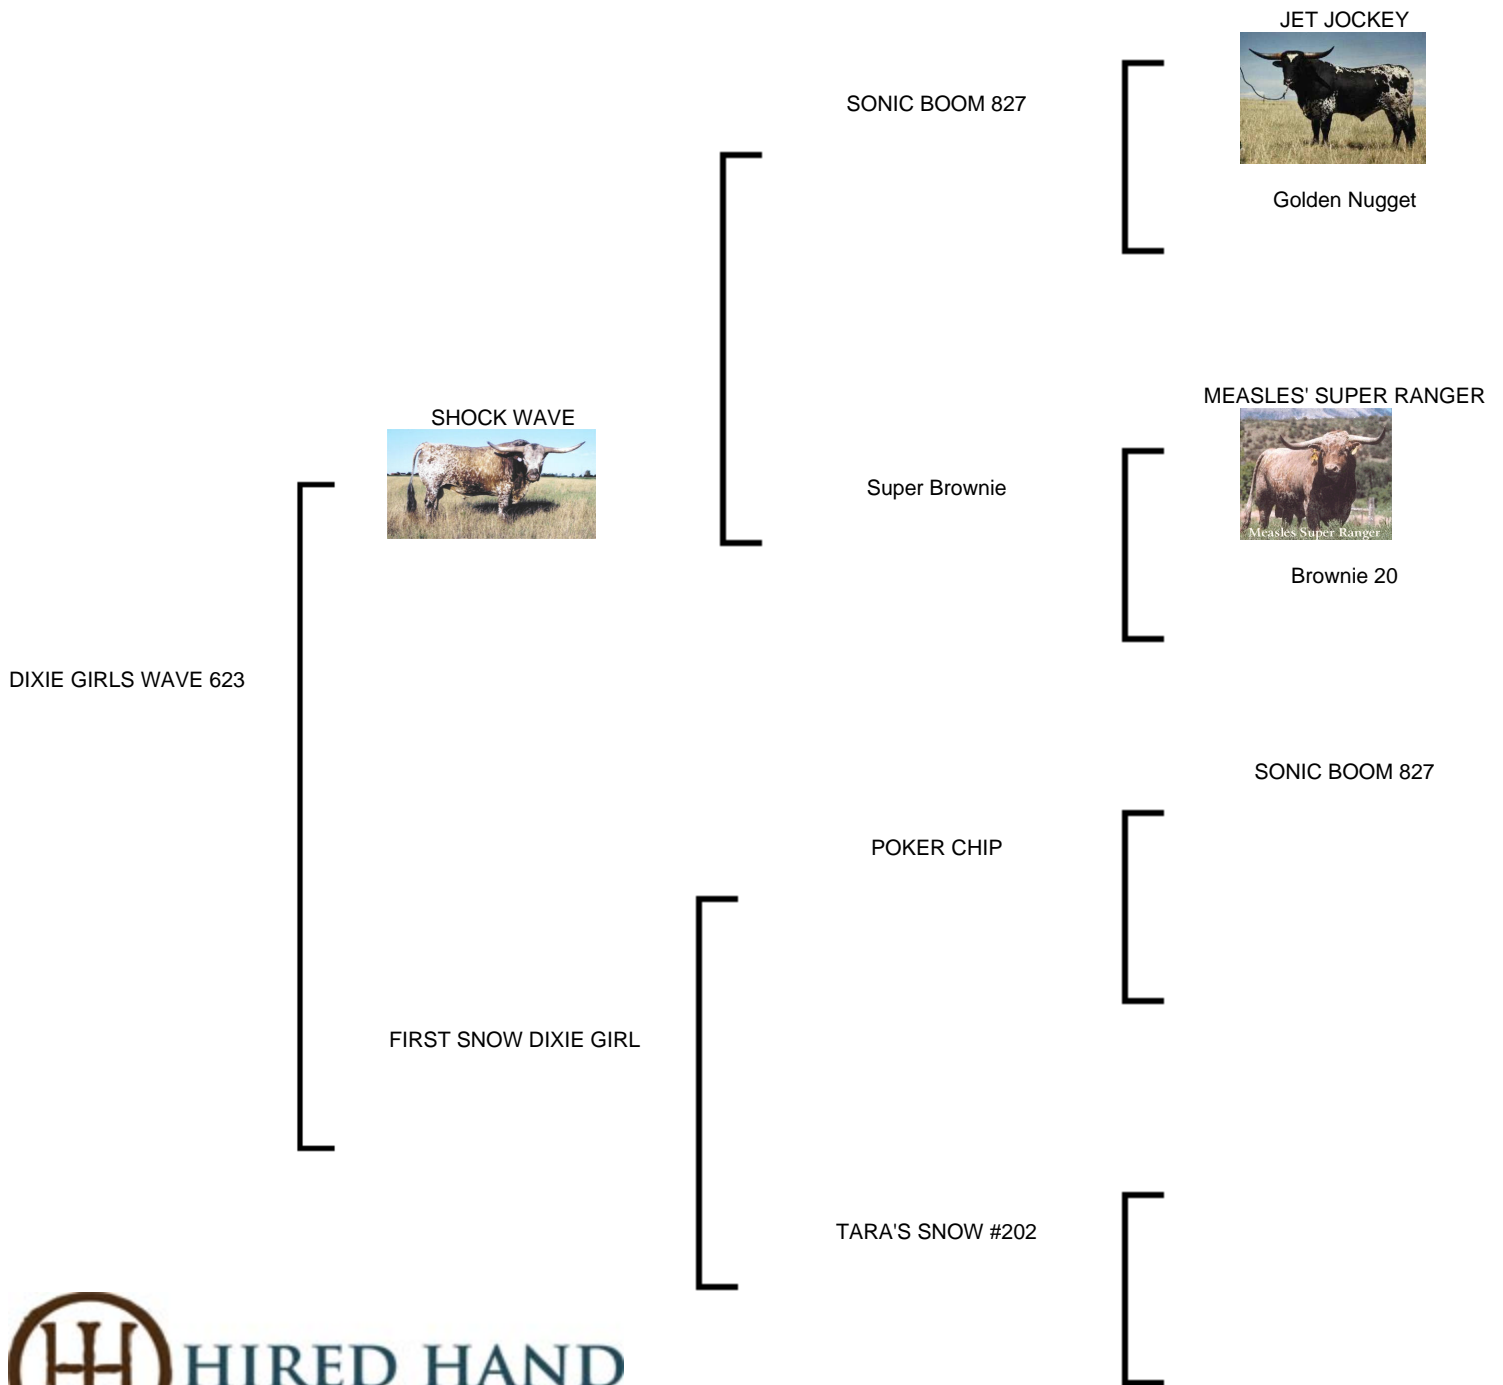 JET JOCKEY
SONIC BOOM 827
Golden Nugget
MEASLES' SUPER RANGER
SHOCK WAVE
Super Brownie
Measles Super Ranger
Brownie 20
DIXIE GIRLS WAVE 623
SONIC BOOM 827
POKER CHIP
FIRST SNOW DIXIE GIRL
TARA'S SNOW #202
HIRED HAND